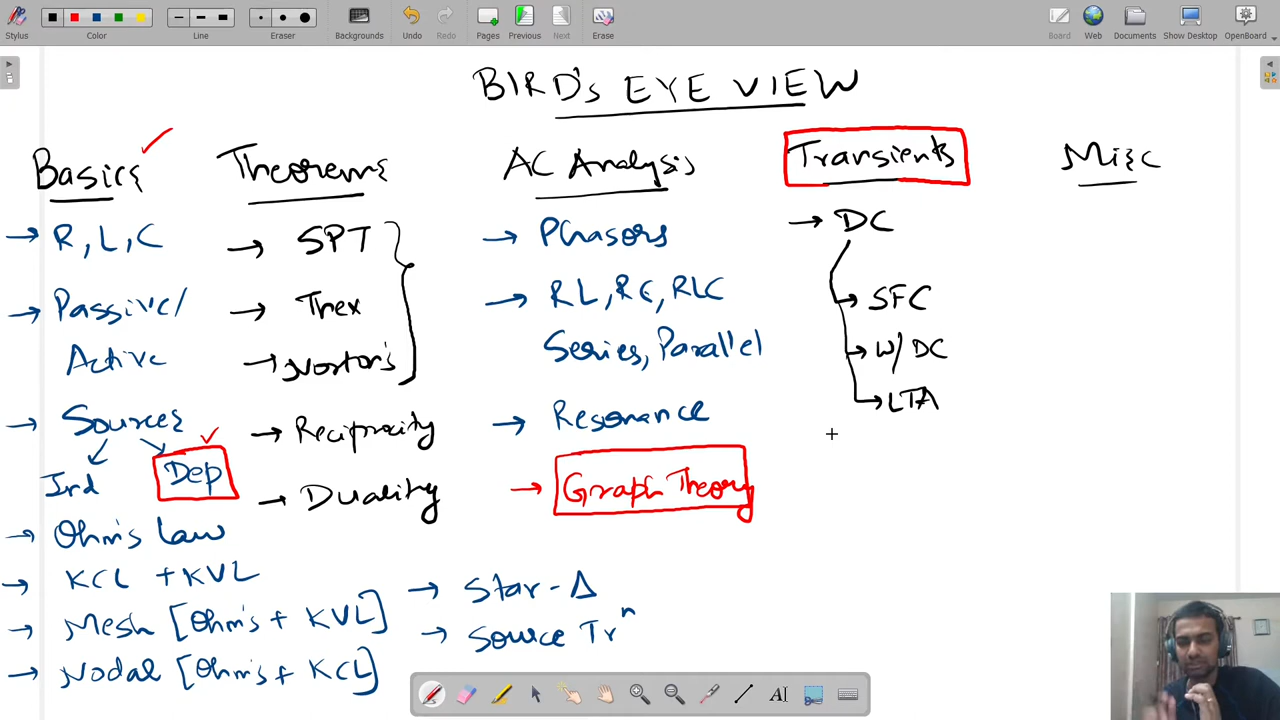 Stylus
Color
Line
Eraser
Backgrounds
Undo
Redo
Pages
Previous
Next
Erase
Board
Web
Documents
Show Desktop
OpenBoard
BIRD's EYE VIEW
Basics
→ R, L, C
→ Passive/
Active
→ Sources
Ind
Dep
→ Ohm's law
→ KCL + KVL
→ Mesh [Ohm's + KVL]
→ Nodal [Ohm's + KCL]
→ Star-Δ
→ Source Trⁿ
Theorems
→ SPT
→ Thex
→ Norton's
→ Reciprocity
→ Duality
AC Analysis
→ Phasors
→ RL, RC, RLC
Series, Parallel
→ Resonance
→ Graph Theory
Transients
→ DC
→ SFC
→ W/ DC
→ LTA
Misc